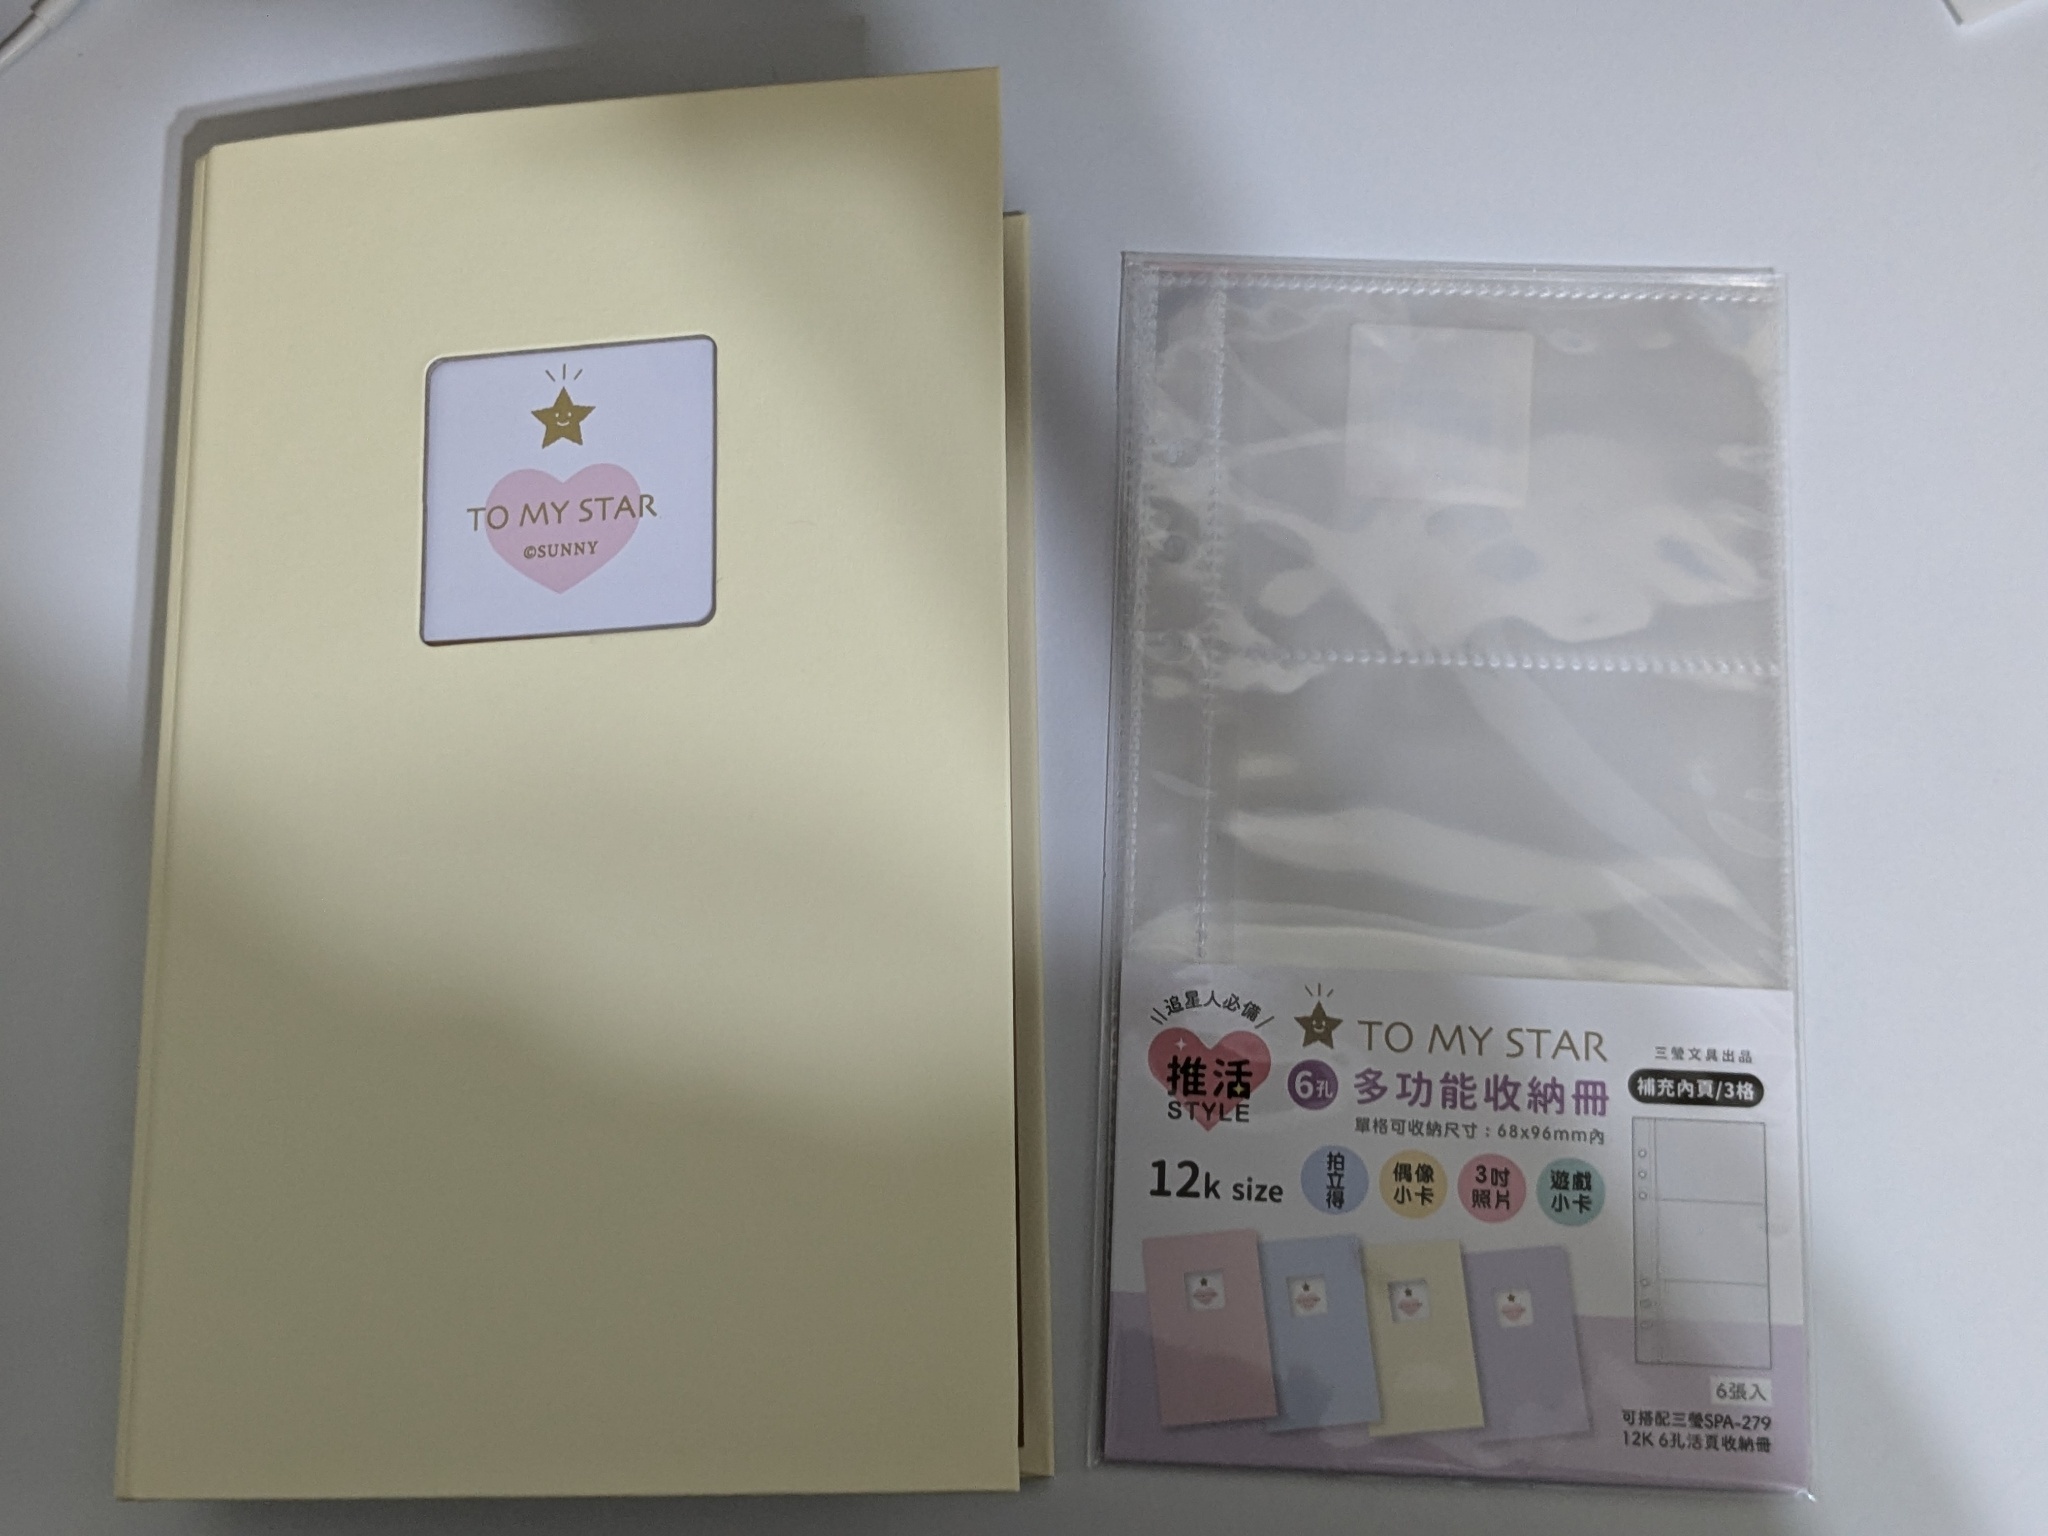 TO MY STAR
©SUNNY
追星人必備
推活
STYLE
TO MY STAR
6孔 多功能收納冊
單格可收納尺寸：68x96mm內
三瑩文具出品
補充內頁/3格
12k size
拍立得
偶像小卡
3吋照片
遊戲小卡
6張入
可搭配三瑩SPA-279
12K 6孔活頁收納冊